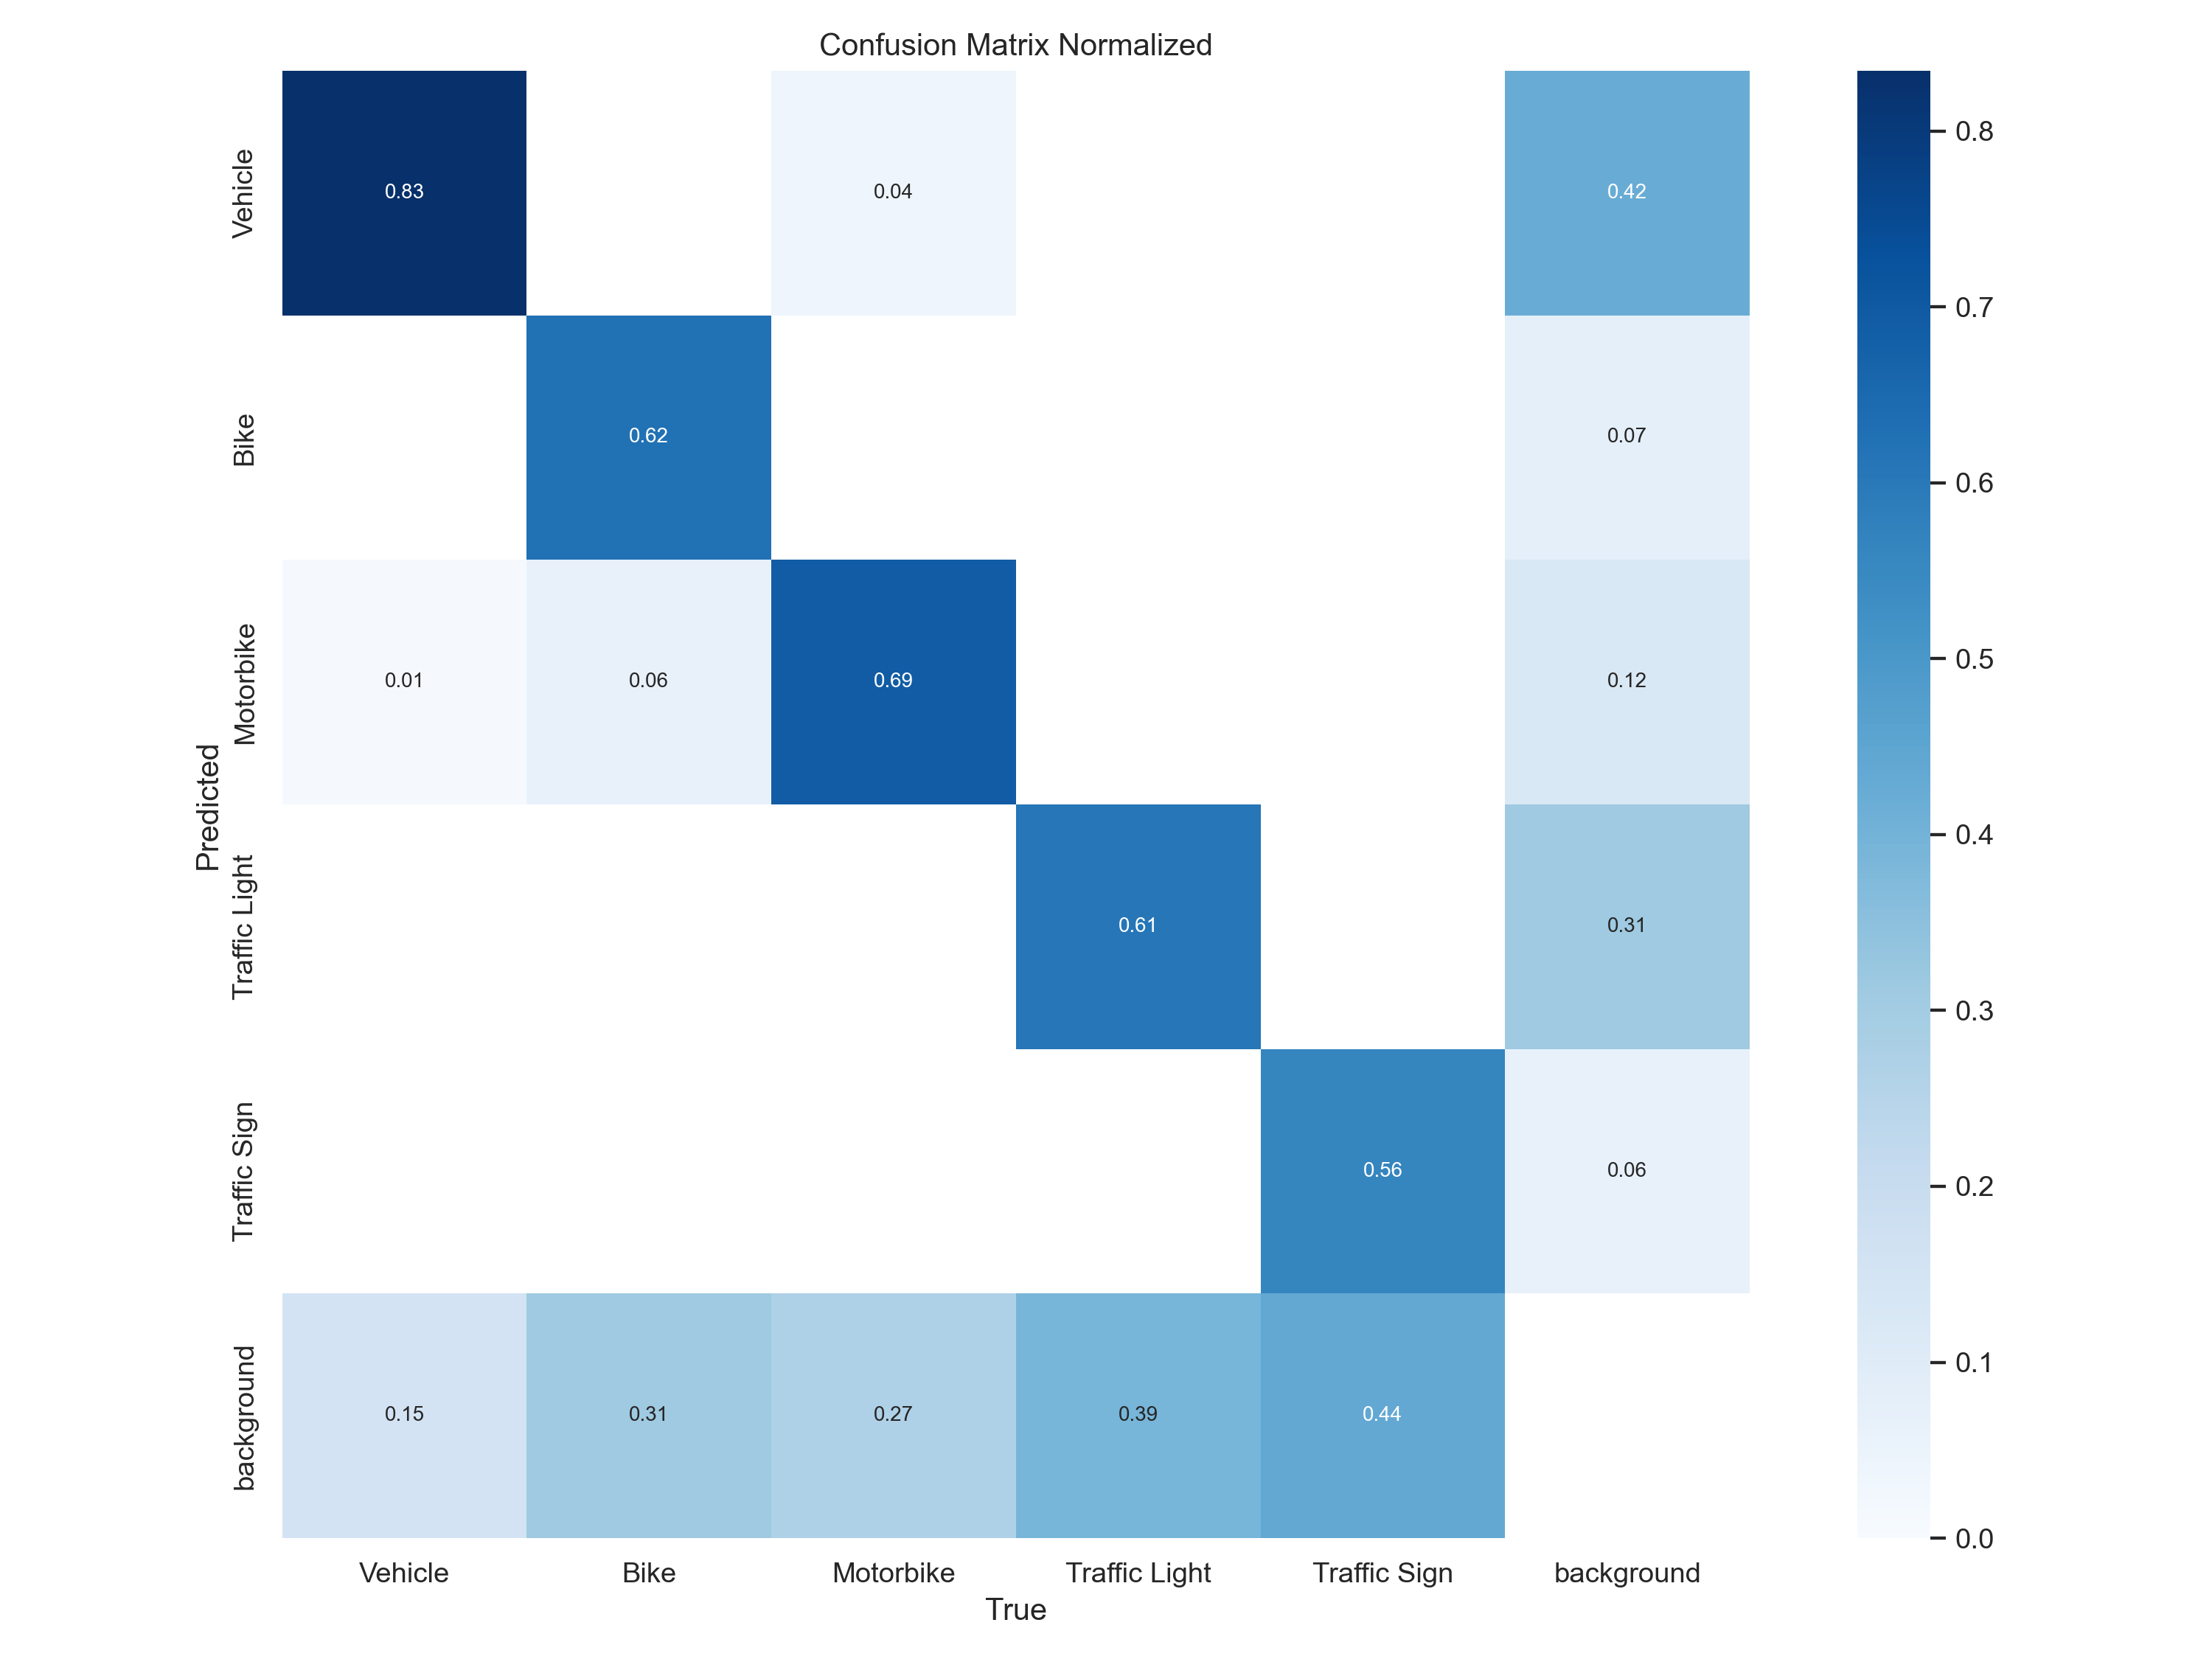 Confusion Matrix Normalized
Vehicle 0.83 0.04 0.42 0.8
0.7
Bike 0.62 0.07 0.6
0.5
Motorbike 0.01 0.06 0.69 0.12
Predicted
0.4
Traffic Light 0.61 0.31
0.3
Traffic Sign 0.56 0.06
0.2
0.1
background 0.15 0.31 0.27 0.39 0.44
0.0
Vehicle Bike Motorbike Traffic Light Traffic Sign background
True